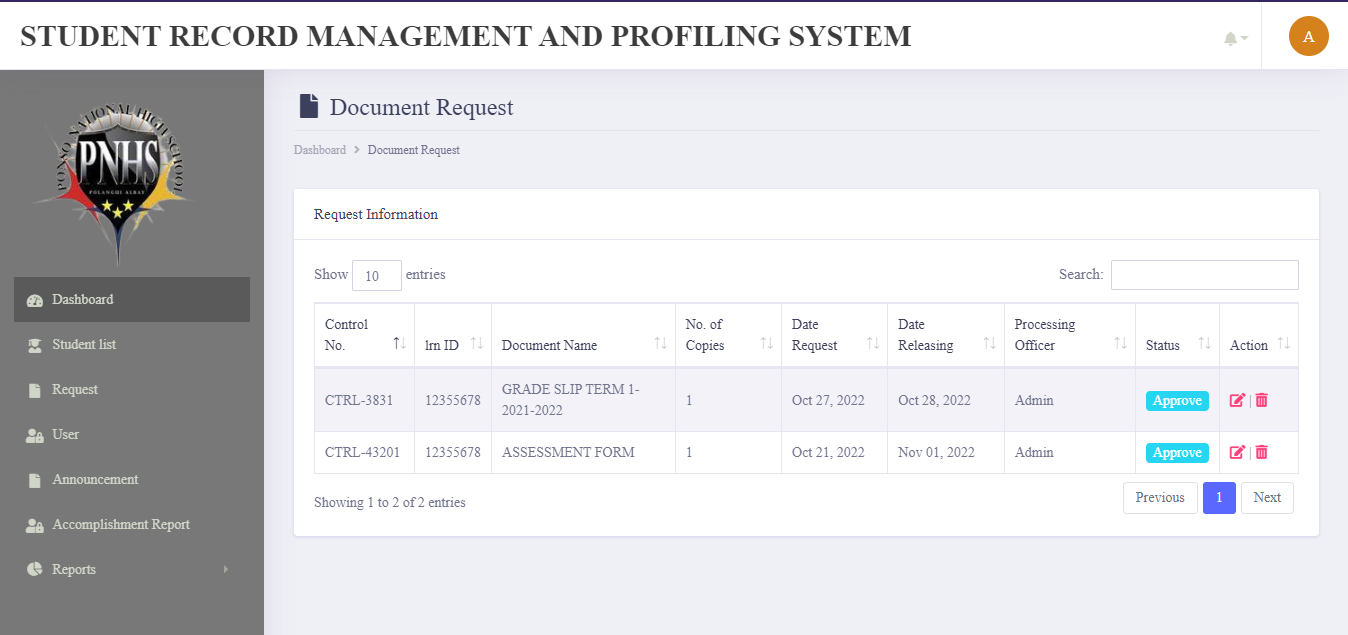 STUDENT RECORD MANAGEMENT AND PROFILING SYSTEM
A
PONSO NATIONAL HIGH SCHOOL
PNHS
POLANGUI ALBAY
Dashboard
Student list
Request
User
Announcement
Accomplishment Report
Reports
Document Request
Dashboard > Document Request
Request Information
Show 10 entries
Search:
Control No.
lrn ID
Document Name
No. of Copies
Date Request
Date Releasing
Processing Officer
Status
Action
CTRL-3831 12355678 GRADE SLIP TERM 1-2021-2022 1 Oct 27, 2022 Oct 28, 2022 Admin Approve |
CTRL-43201 12355678 ASSESSMENT FORM 1 Oct 21, 2022 Nov 01, 2022 Admin Approve |
Showing 1 to 2 of 2 entries
Previous 1 Next